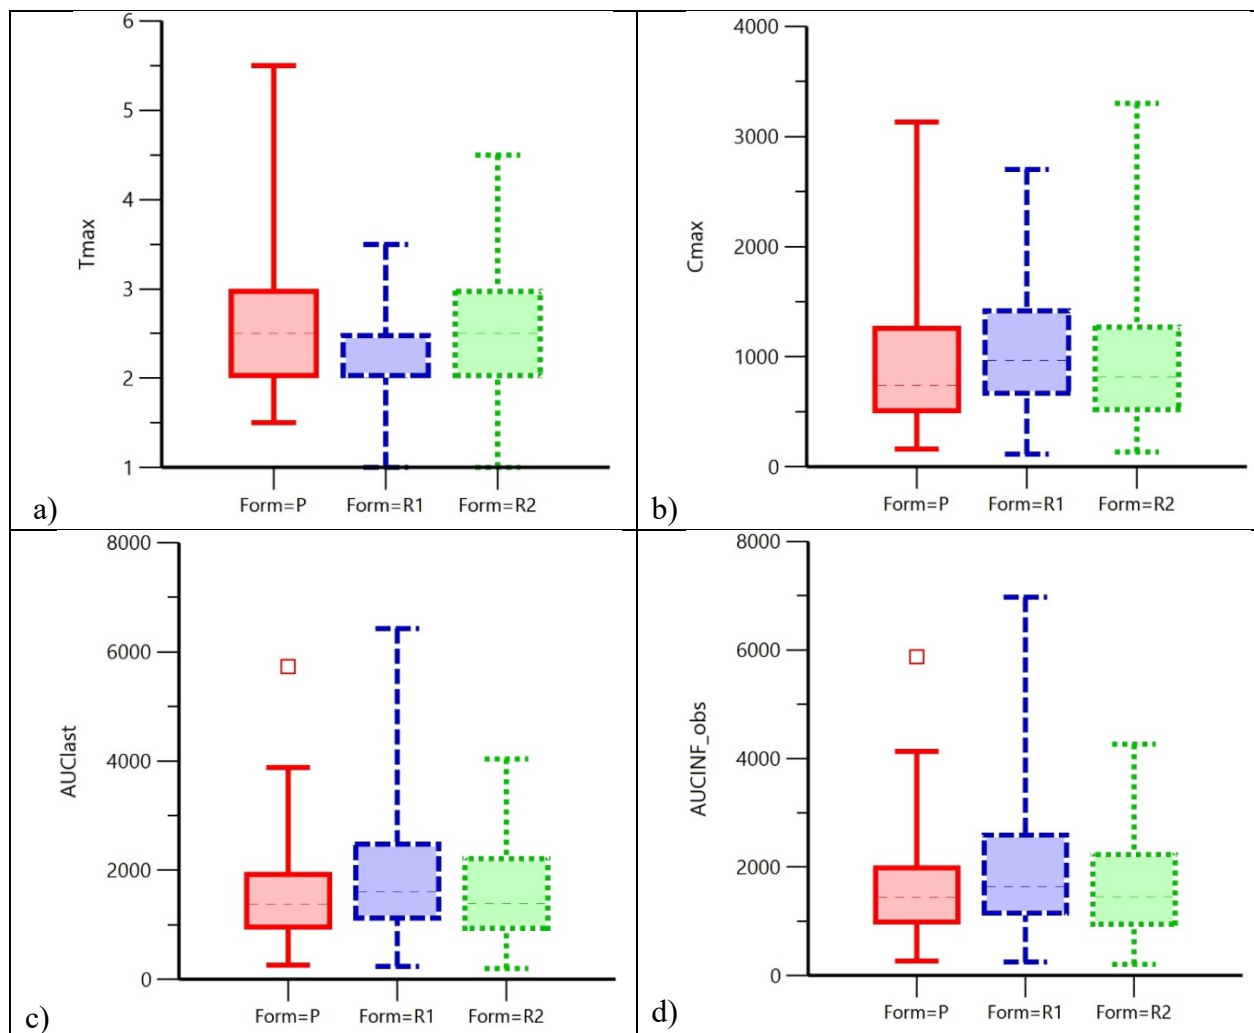 Tmax
6
5
4
3
2
1
Form=P Form=R1 Form=R2
a)
Cmax
4000
3000
2000
1000
0
Form=P Form=R1 Form=R2
b)
AUClast
8000
6000
4000
2000
0
Form=P Form=R1 Form=R2
c)
AUCINF_obs
8000
6000
4000
2000
0
Form=P Form=R1 Form=R2
d)